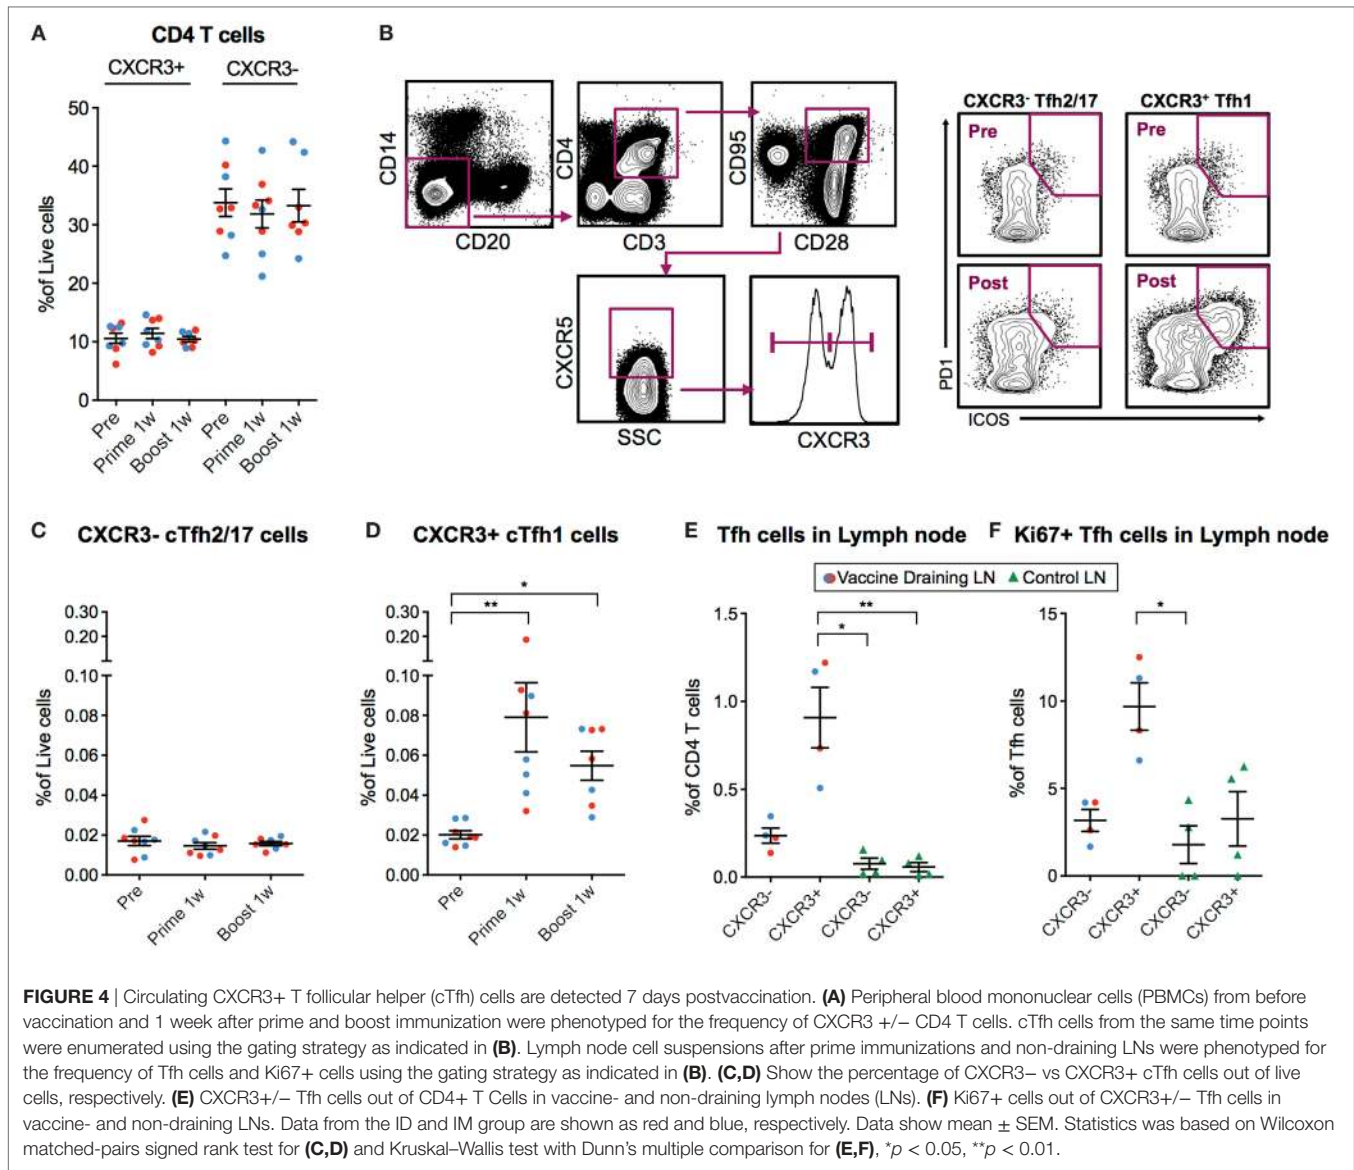 A
CD4 T cells
CXCR3+
CXCR3-
%of Live cells
50
40
30
20
10
0
Pre
Prime 1w
Boost 1w
Pre
Prime 1w
Boost 1w
B
CD14
CD20
CD4
CD3
CD95
CD28
CXCR5
SSC
CXCR3
CXCR3- Tfh2/17
CXCR3+ Tfh1
Pre
Pre
Post
Post
PD1
ICOS
C
CXCR3- cTfh2/17 cells
%of Live cells
0.30
0.20
0.10
0.08
0.06
0.04
0.02
0.00
Pre
Prime 1w
Boost 1w
D
CXCR3+ cTfh1 cells
*
**
%of Live cells
0.30
0.20
0.10
0.08
0.06
0.04
0.02
0.00
Pre
Prime 1w
Boost 1w
E
Tfh cells in Lymph node
Vaccine Draining LN
Control LN
**
*
%of CD4 T cells
1.5
1.0
0.5
0.0
CXCR3-
CXCR3+
CXCR3-
CXCR3+
F
Ki67+ Tfh cells in Lymph node
*
%of Tfh cells
15
10
5
0
CXCR3-
CXCR3+
CXCR3-
CXCR3+
FIGURE 4 | Circulating CXCR3+ T follicular helper (cTfh) cells are detected 7 days postvaccination. (A) Peripheral blood mononuclear cells (PBMCs) from before
vaccination and 1 week after prime and boost immunization were phenotyped for the frequency of CXCR3 +/− CD4 T cells. cTfh cells from the same time points
were enumerated using the gating strategy as indicated in (B). Lymph node cell suspensions after prime immunizations and non-draining LNs were phenotyped for
the frequency of Tfh cells and Ki67+ cells using the gating strategy as indicated in (B). (C,D) Show the percentage of CXCR3− vs CXCR3+ cTfh cells out of live
cells, respectively. (E) CXCR3+/− Tfh cells out of CD4+ T Cells in vaccine- and non-draining lymph nodes (LNs). (F) Ki67+ cells out of CXCR3+/− Tfh cells in
vaccine- and non-draining LNs. Data from the ID and IM group are shown as red and blue, respectively. Data show mean ± SEM. Statistics was based on Wilcoxon
matched-pairs signed rank test for (C,D) and Kruskal–Wallis test with Dunn's multiple comparison for (E,F), *p < 0.05, **p < 0.01.